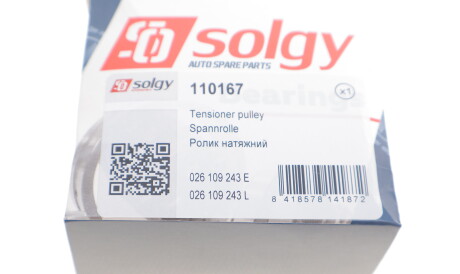 solgy
AUTO SPARE PARTS
solgy
110167
x1
Bearings
Tensioner pulley
Spannrolle
Ролик натяжний
026 109 243 E
026 109 243 L
8 418578 141872